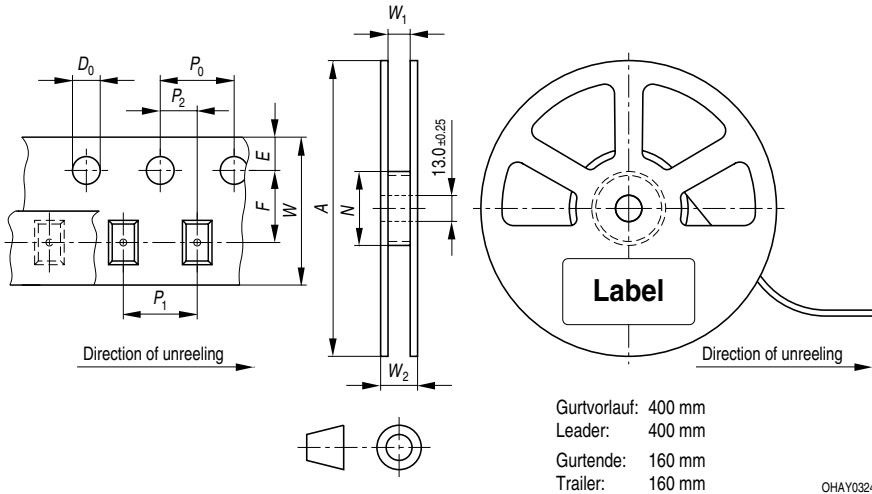 W1
D0
P0
P2
13.0±0.25
E
F
W
A
N
Label
P1
Direction of unreeling
W2
Direction of unreeling
Gurtvorlauf: 400 mm
Leader: 400 mm
Gurtende: 160 mm
Trailer: 160 mm
OHAY0324